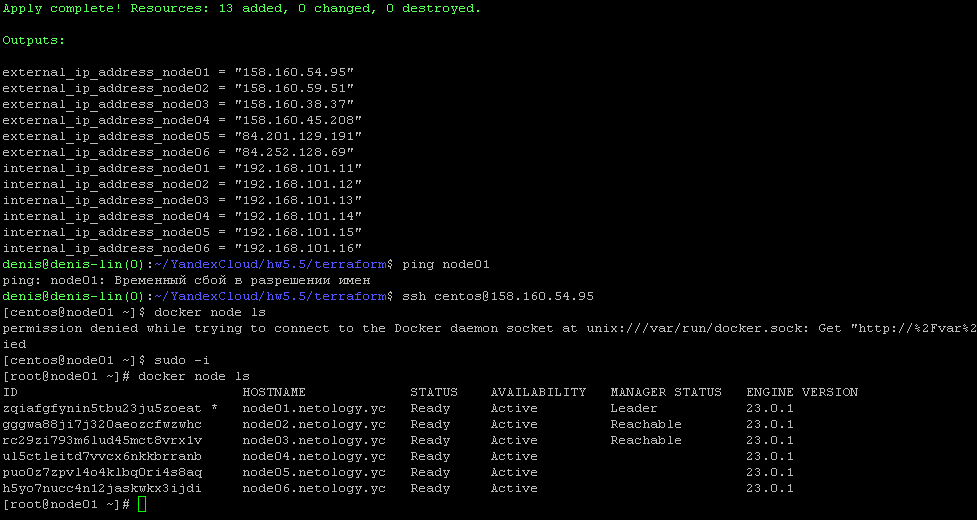 Apply complete! Resources: 13 added, 0 changed, 0 destroyed.
Outputs:
external_ip_address_node01 = "158.160.54.95"
external_ip_address_node02 = "158.160.59.51"
external_ip_address_node03 = "158.160.38.37"
external_ip_address_node04 = "158.160.45.208"
external_ip_address_node05 = "84.201.129.191"
external_ip_address_node06 = "84.252.128.69"
internal_ip_address_node01 = "192.168.101.11"
internal_ip_address_node02 = "192.168.101.12"
internal_ip_address_node03 = "192.168.101.13"
internal_ip_address_node04 = "192.168.101.14"
internal_ip_address_node05 = "192.168.101.15"
internal_ip_address_node06 = "192.168.101.16"
denis@denis-lin(0):~/YandexCloud/hw5.5/terraform$ ping node01
ping: node01: Временный сбой в разрешении имен
denis@denis-lin(0):~/YandexCloud/hw5.5/terraform$ ssh centos@158.160.54.95
[centos@node01 ~]$ docker node ls
permission denied while trying to connect to the Docker daemon socket at unix:///var/run/docker.sock: Get "http://%2Fvar%2
ied
[centos@node01 ~]$ sudo -i
[root@node01 ~]# docker node ls
ID HOSTNAME STATUS AVAILABILITY MANAGER STATUS ENGINE VERSION
zqiafgfynin5tbu23ju5zoeat * node01.netology.yc Ready Active Leader 23.0.1
gggwa88ji7j320aeozcfwzwhc node02.netology.yc Ready Active Reachable 23.0.1
rc29zi793m6lud45mct8vrx1v node03.netology.yc Ready Active Reachable 23.0.1
ul5ctleitd7vvcx6nkkbrranb node04.netology.yc Ready Active 23.0.1
puo0z7zpvl4o4klbq0ri4s8aq node05.netology.yc Ready Active 23.0.1
h5yo7nucc4n12jaskwkx3ijdi node06.netology.yc Ready Active 23.0.1
[root@node01 ~]#